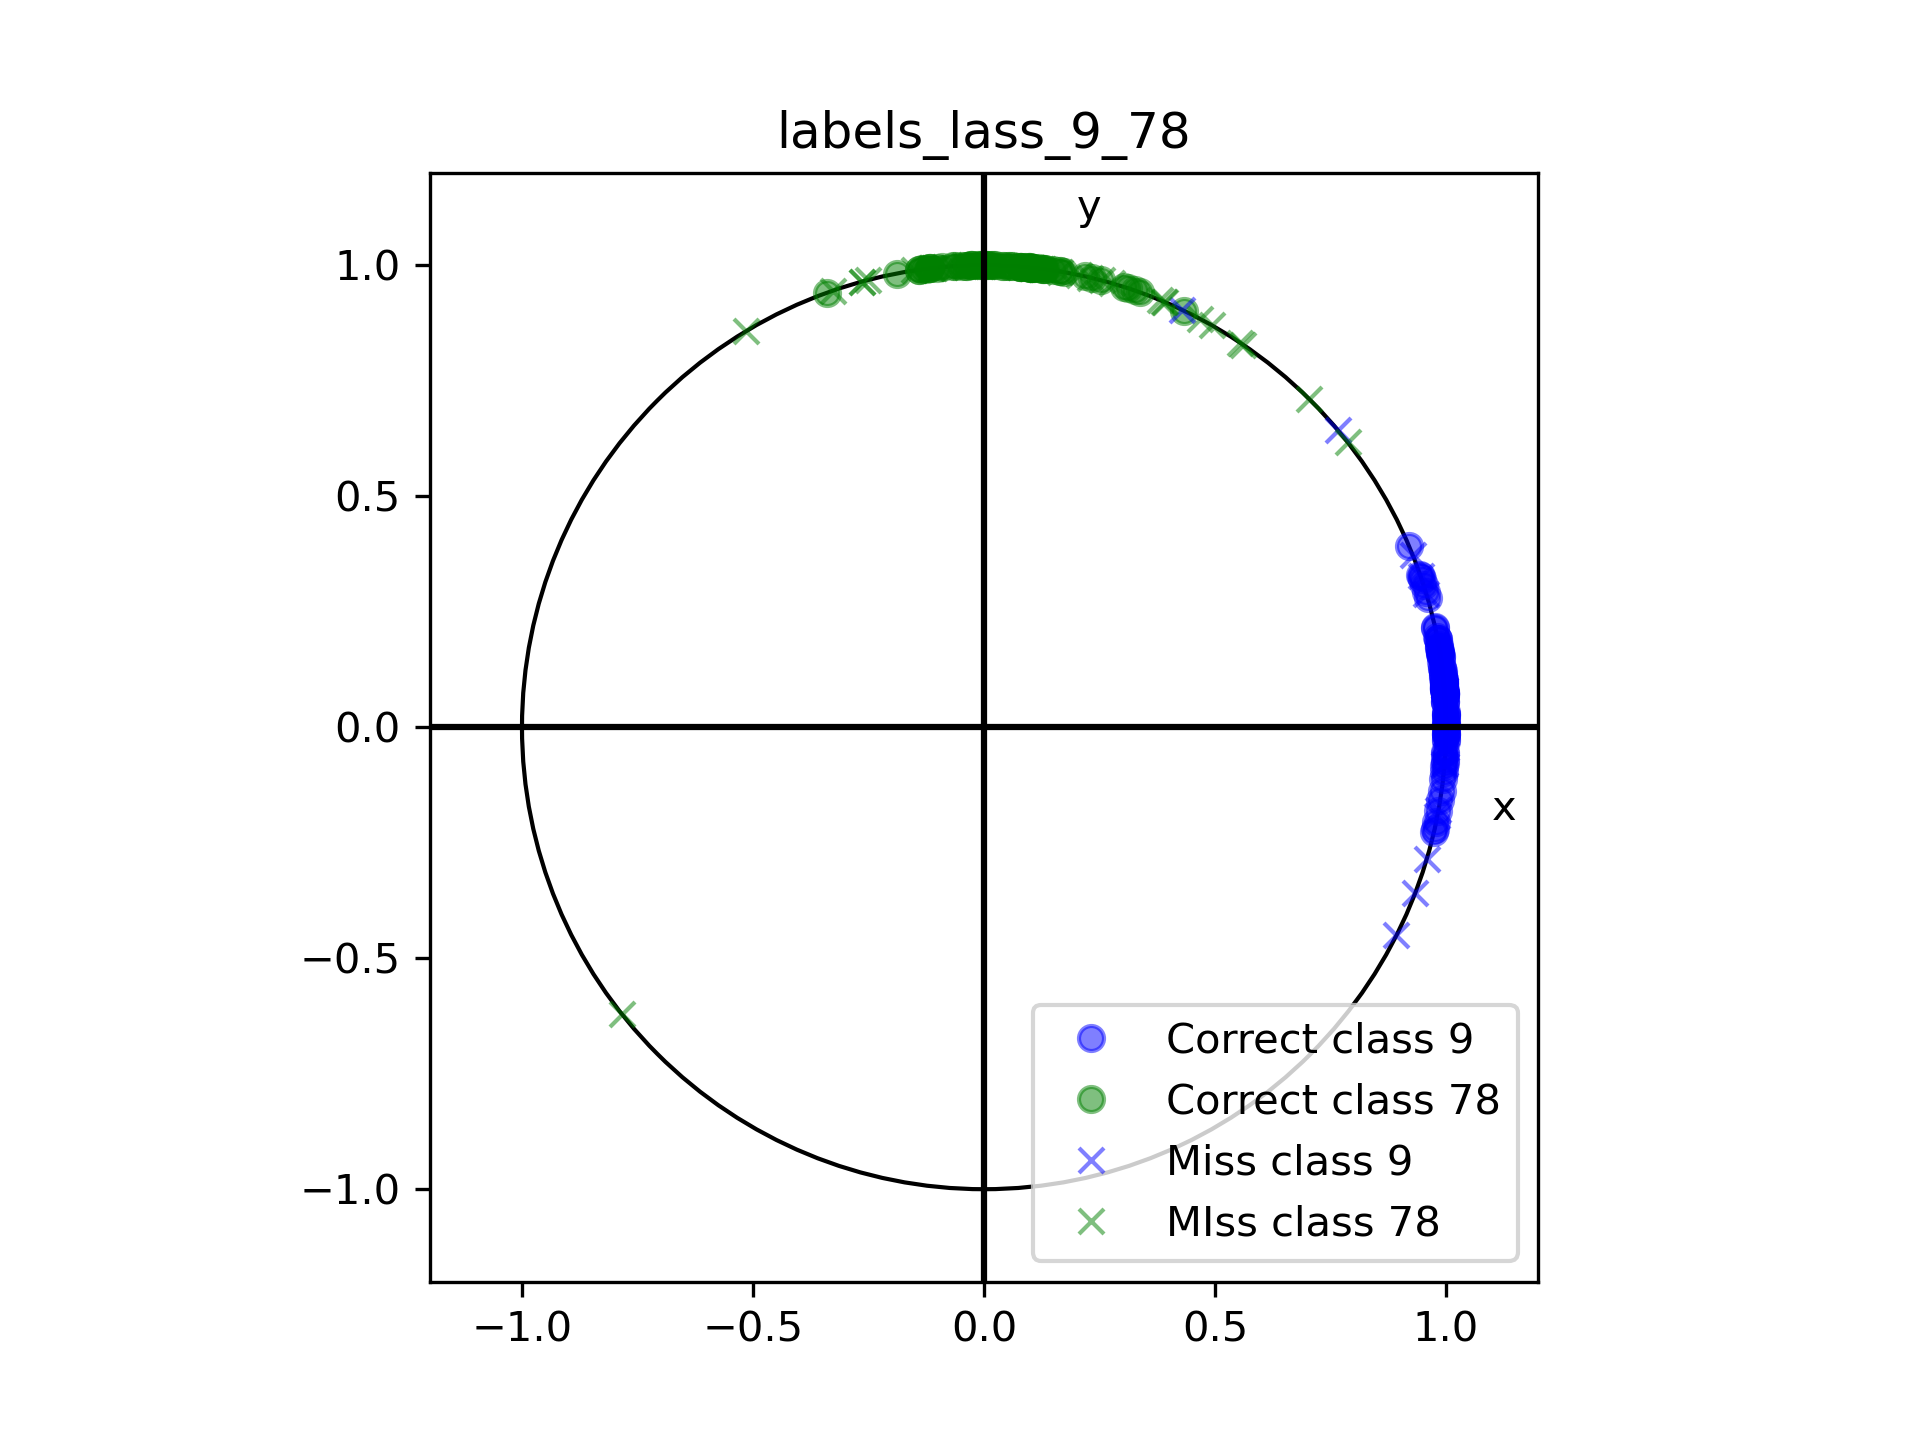 labels_lass_9_78
y
1.0
0.5
0.0
x
−0.5
−1.0
Correct class 9
Correct class 78
Miss class 9
MIss class 78
−1.0 −0.5 0.0 0.5 1.0